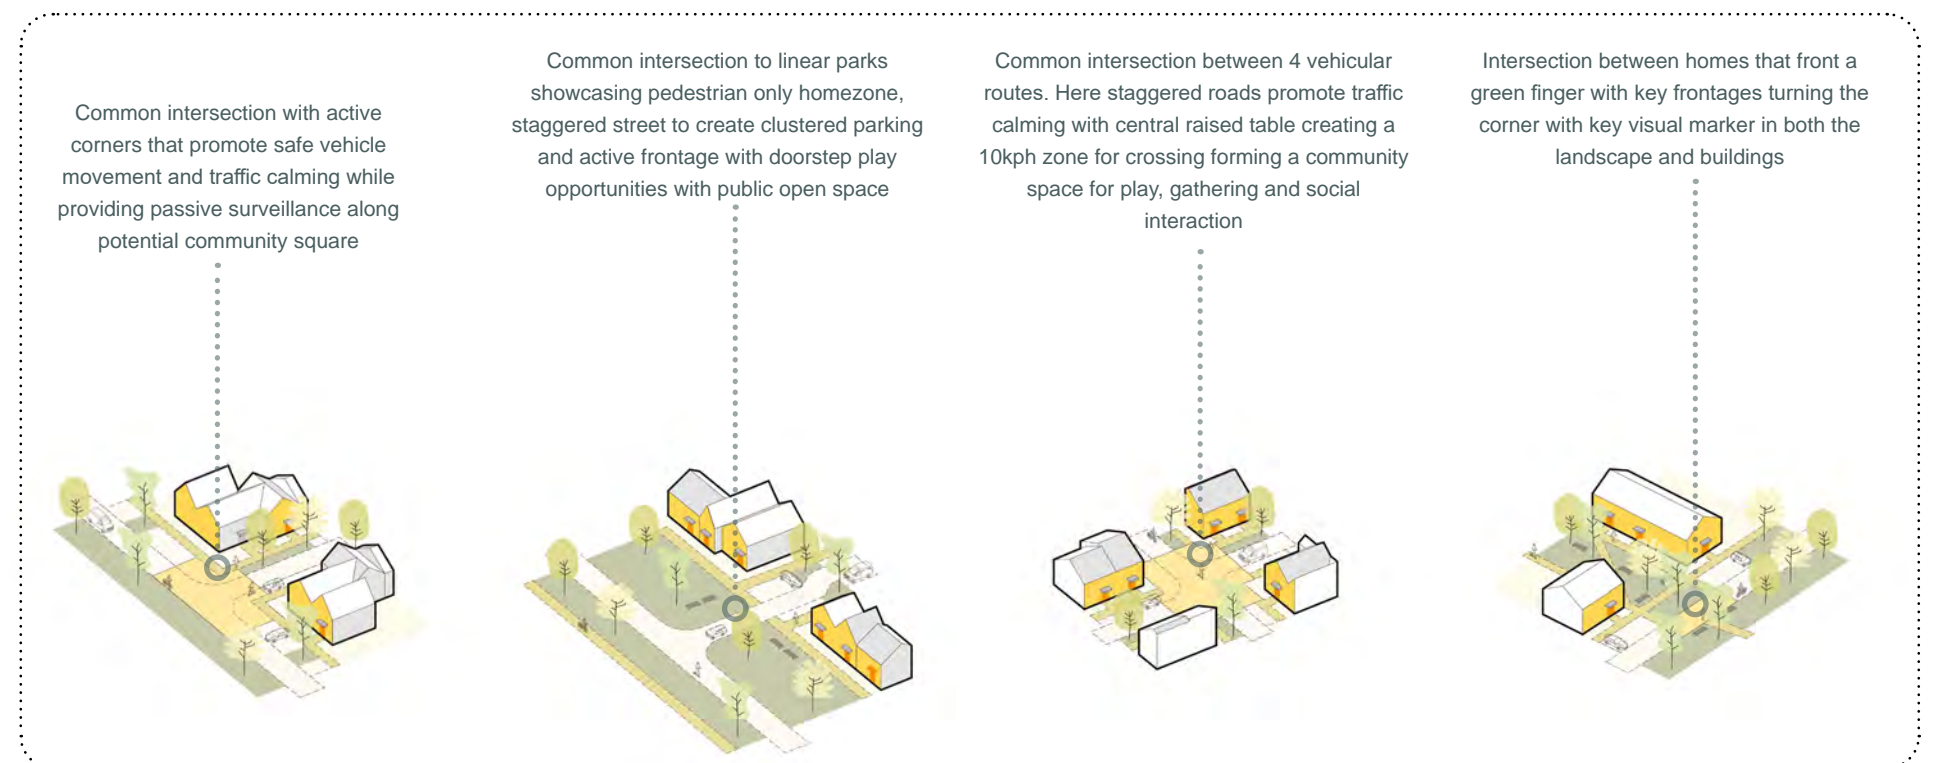 Common intersection with active
corners that promote safe vehicle
movement and traffic calming while
providing passive surveillance along
potential community square
Common intersection to linear parks
showcasing pedestrian only homezone,
staggered street to create clustered parking
and active frontage with doorstep play
opportunities with public open space
Common intersection between 4 vehicular
routes. Here staggered roads promote traffic
calming with central raised table creating a
10kph zone for crossing forming a community
space for play, gathering and social
interaction
Intersection between homes that front a
green finger with key frontages turning the
corner with key visual marker in both the
landscape and buildings